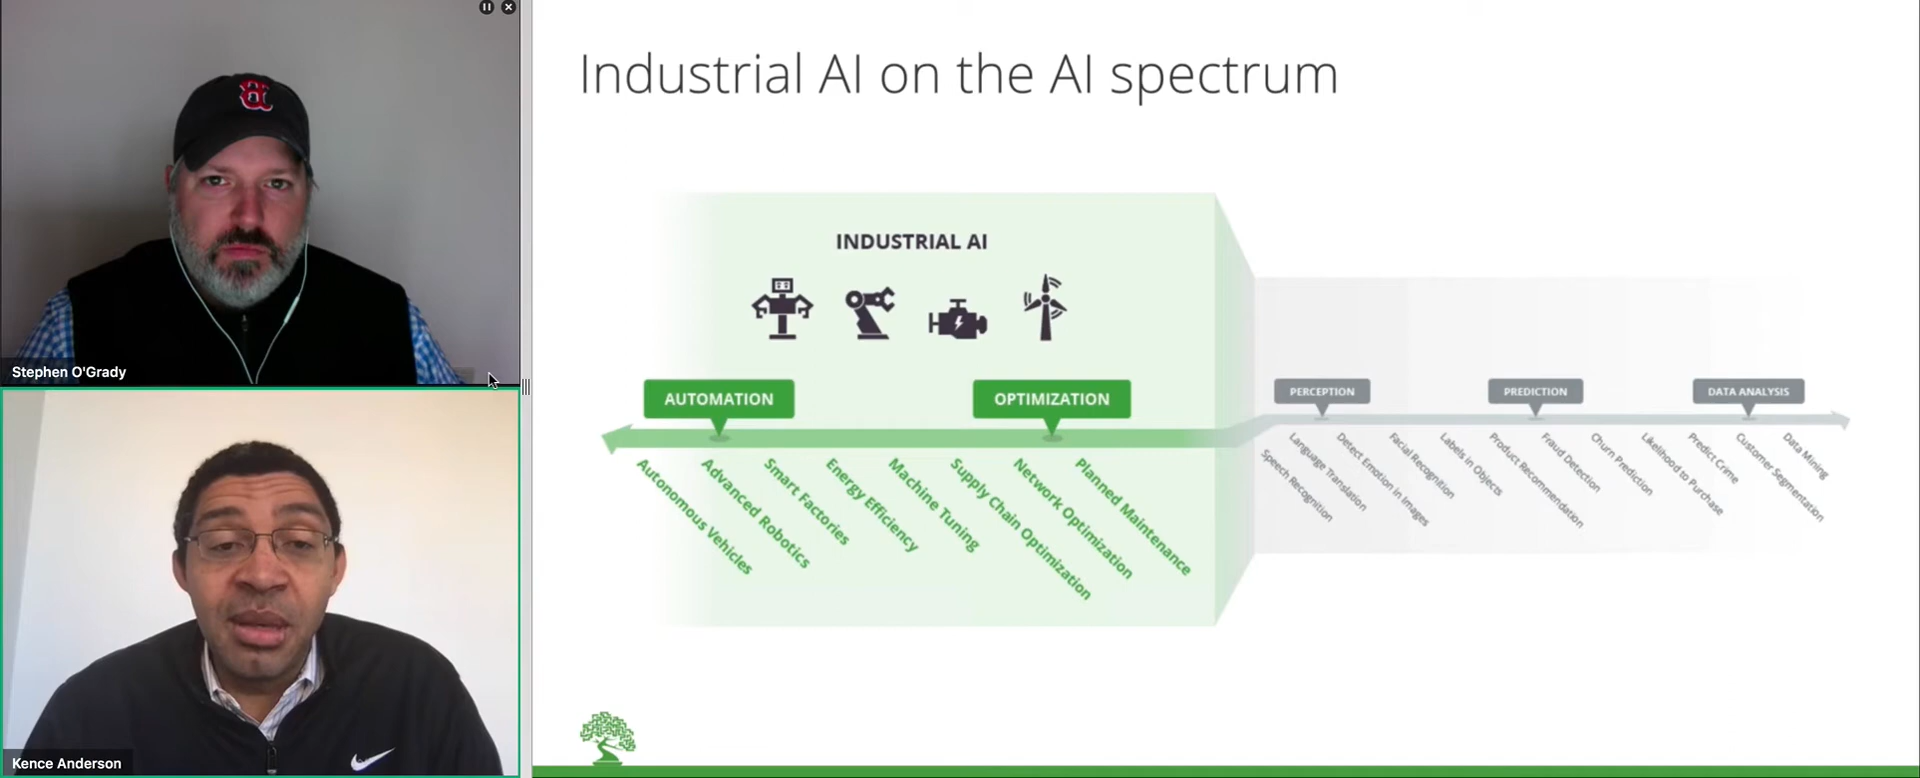 Industrial AI on the AI spectrum
INDUSTRIAL AI
AUTOMATION
OPTIMIZATION
PERCEPTION
PREDICTION
DATA ANALYSIS
Autonomous Vehicles
Advanced Robotics
Smart Factories
Energy Efficiency
Machine Tuning
Supply Chain Optimization
Network Optimization
Planned Maintenance
Speech Recognition
Language Translation
Detect Emotion in Images
Facial Recognition
Labels in Objects
Product Recommendation
Fraud Detection
Churn Prediction
Likelihood to Purchase
Predict Crime
Customer Segmentation
Data Mining
Stephen O'Grady
Kence Anderson